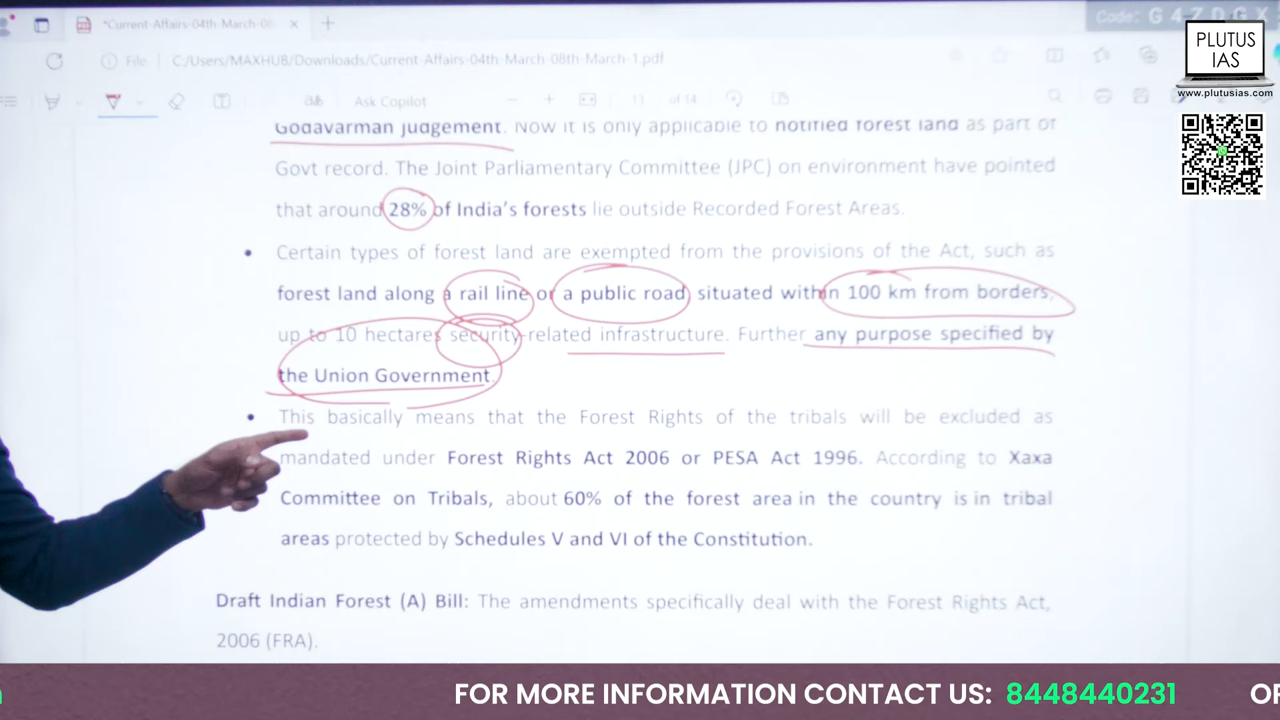 *Current-Affairs-04th-March-08
Code: G 4 Z D G X
File
C:/Users/MAXHUB/Downloads/Current-Affairs-04th-March-08th-March-1.pdf
Ask Copilot
11 of 14
PLUTUS
IAS
www.plutusias.com
Godavarman Judgement. Now it is only applicable to notified forest land as part of
Govt record. The Joint Parliamentary Committee (JPC) on environment have pointed
that around 28% of India's forests lie outside Recorded Forest Areas.
• Certain types of forest land are exempted from the provisions of the Act, such as
forest land along a rail line or a public road situated within 100 km from borders,
up to 10 hectares security-related infrastructure. Further any purpose specified by
the Union Government.
• This basically means that the Forest Rights of the tribals will be excluded as
mandated under Forest Rights Act 2006 or PESA Act 1996. According to Xaxa
Committee on Tribals, about 60% of the forest area in the country is in tribal
areas protected by Schedules V and VI of the Constitution.
Draft Indian Forest (A) Bill: The amendments specifically deal with the Forest Rights Act,
2006 (FRA).
FOR MORE INFORMATION CONTACT US: 8448440231